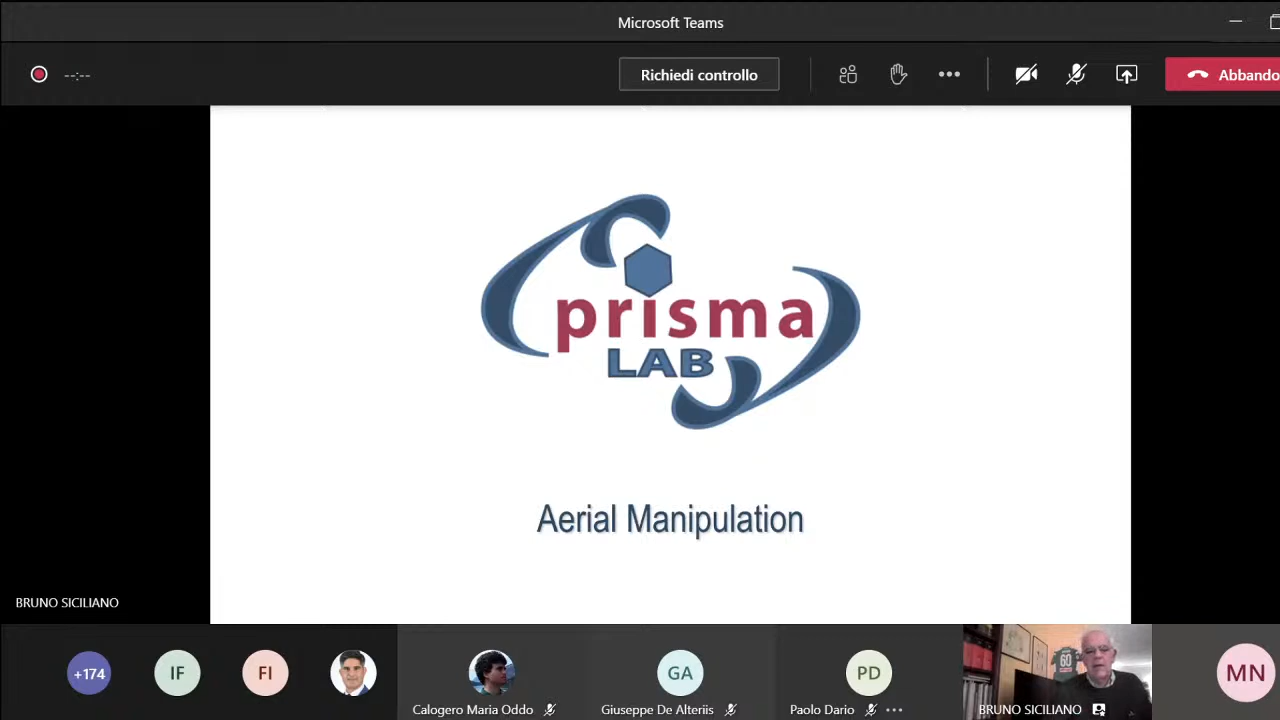 Microsoft Teams
--:--
Richiedi controllo
Abbando
prisma
LAB
Aerial Manipulation
BRUNO SICILIANO
+174
IF
FI
Calogero Maria Oddo
GA
Giuseppe De Alteriis
PD
Paolo Dario
60
BRUNO SICILIANO
MN